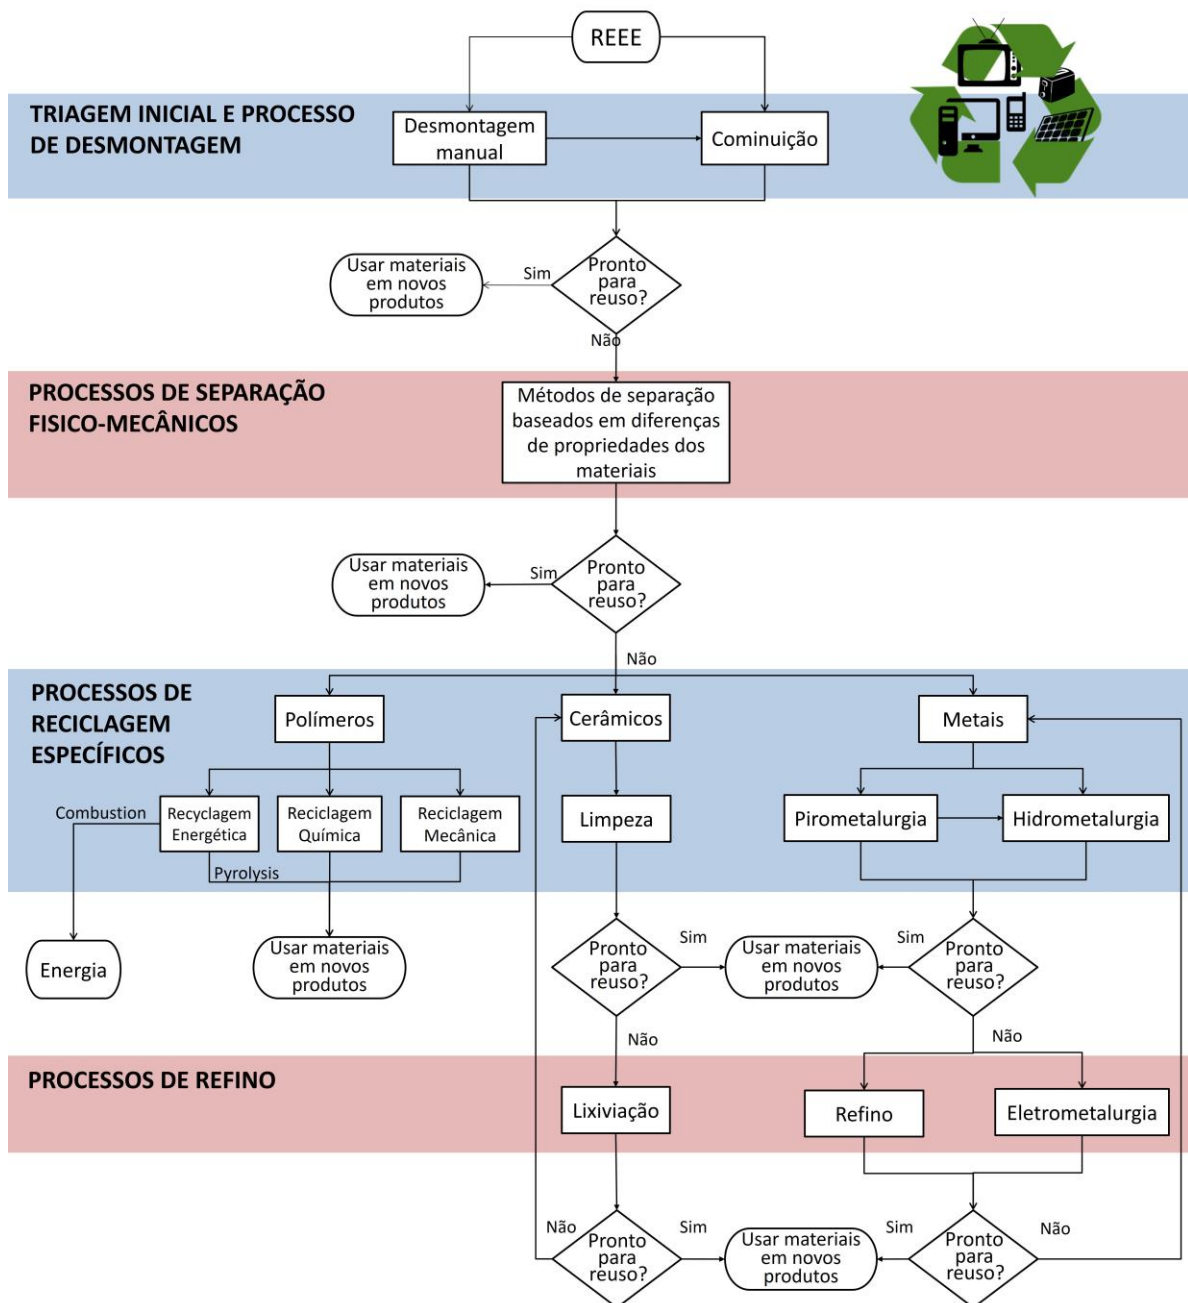 REEE
TRIAGEM INICIAL E PROCESSO
DE DESMONTAGEM
Desmontagem
manual
Cominuição
Pronto
para
reuso?
Sim
Usar materiais
em novos
produtos
Não
PROCESSOS DE SEPARAÇÃO
FISICO-MECÂNICOS
Métodos de separação
baseados em diferenças
de propriedades dos
materiais
Pronto
para
reuso?
Sim
Usar materiais
em novos
produtos
Não
PROCESSOS DE
RECICLAGEM
ESPECÍFICOS
Polímeros
Cerâmicos
Metais
Combustion
Recyclagem
Energética
Reciclagem
Química
Reciclagem
Mecânica
Limpeza
Pirometalurgia
Hidrometalurgia
Pyrolysis
Energia
Usar materiais
em novos
produtos
Pronto
para
reuso?
Sim
Usar materiais
em novos
produtos
Sim
Pronto
para
reuso?
Não
Não
PROCESSOS DE REFINO
Lixiviação
Refino
Eletrometalurgia
Não
Pronto
para
reuso?
Sim
Usar materiais
em novos
produtos
Sim
Pronto
para
reuso?
Não